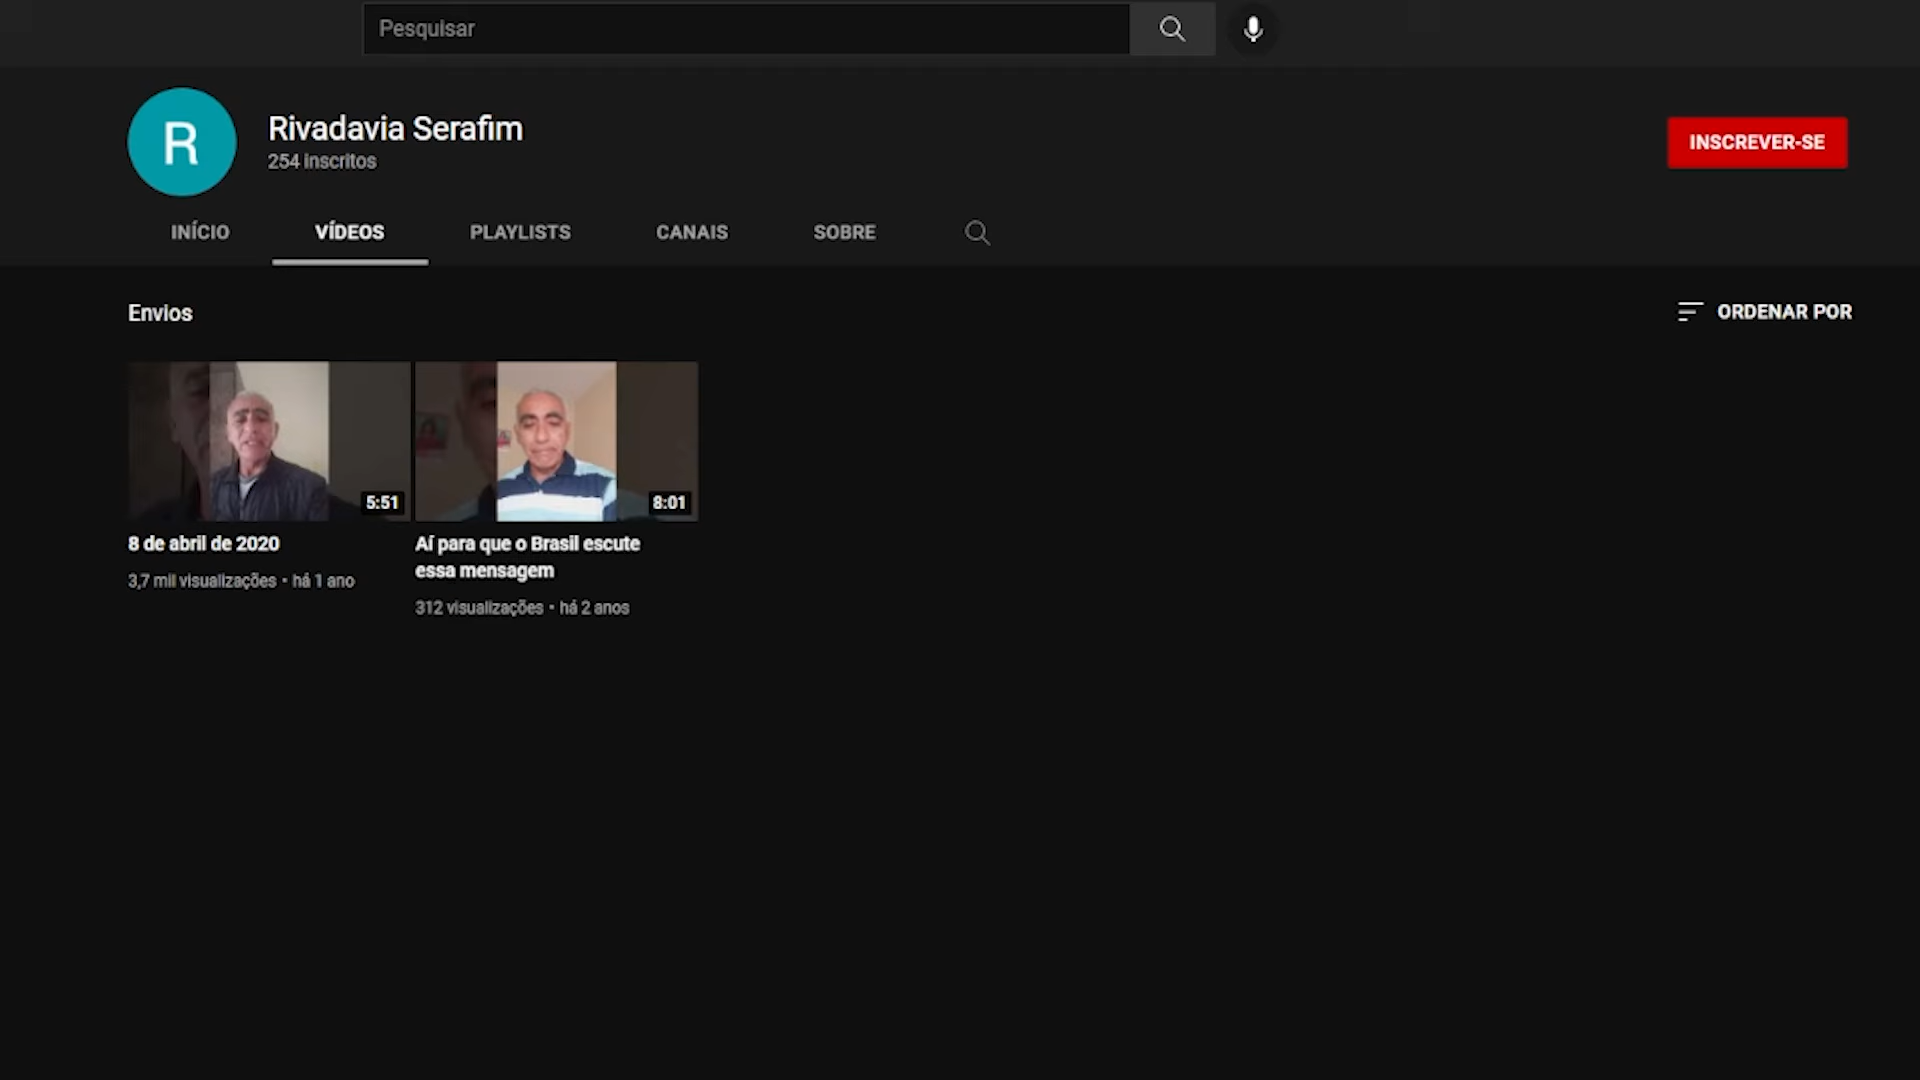 Pesquisar
R
Rivadavia Serafim
254 inscritos
INSCREVER-SE
INÍCIO
VÍDEOS
PLAYLISTS
CANAIS
SOBRE
Envios
ORDENAR POR
5:51
8:01
8 de abril de 2020
3,7 mil visualizações • há 1 ano
Aí para que o Brasil escute
essa mensagem
312 visualizações • há 2 anos